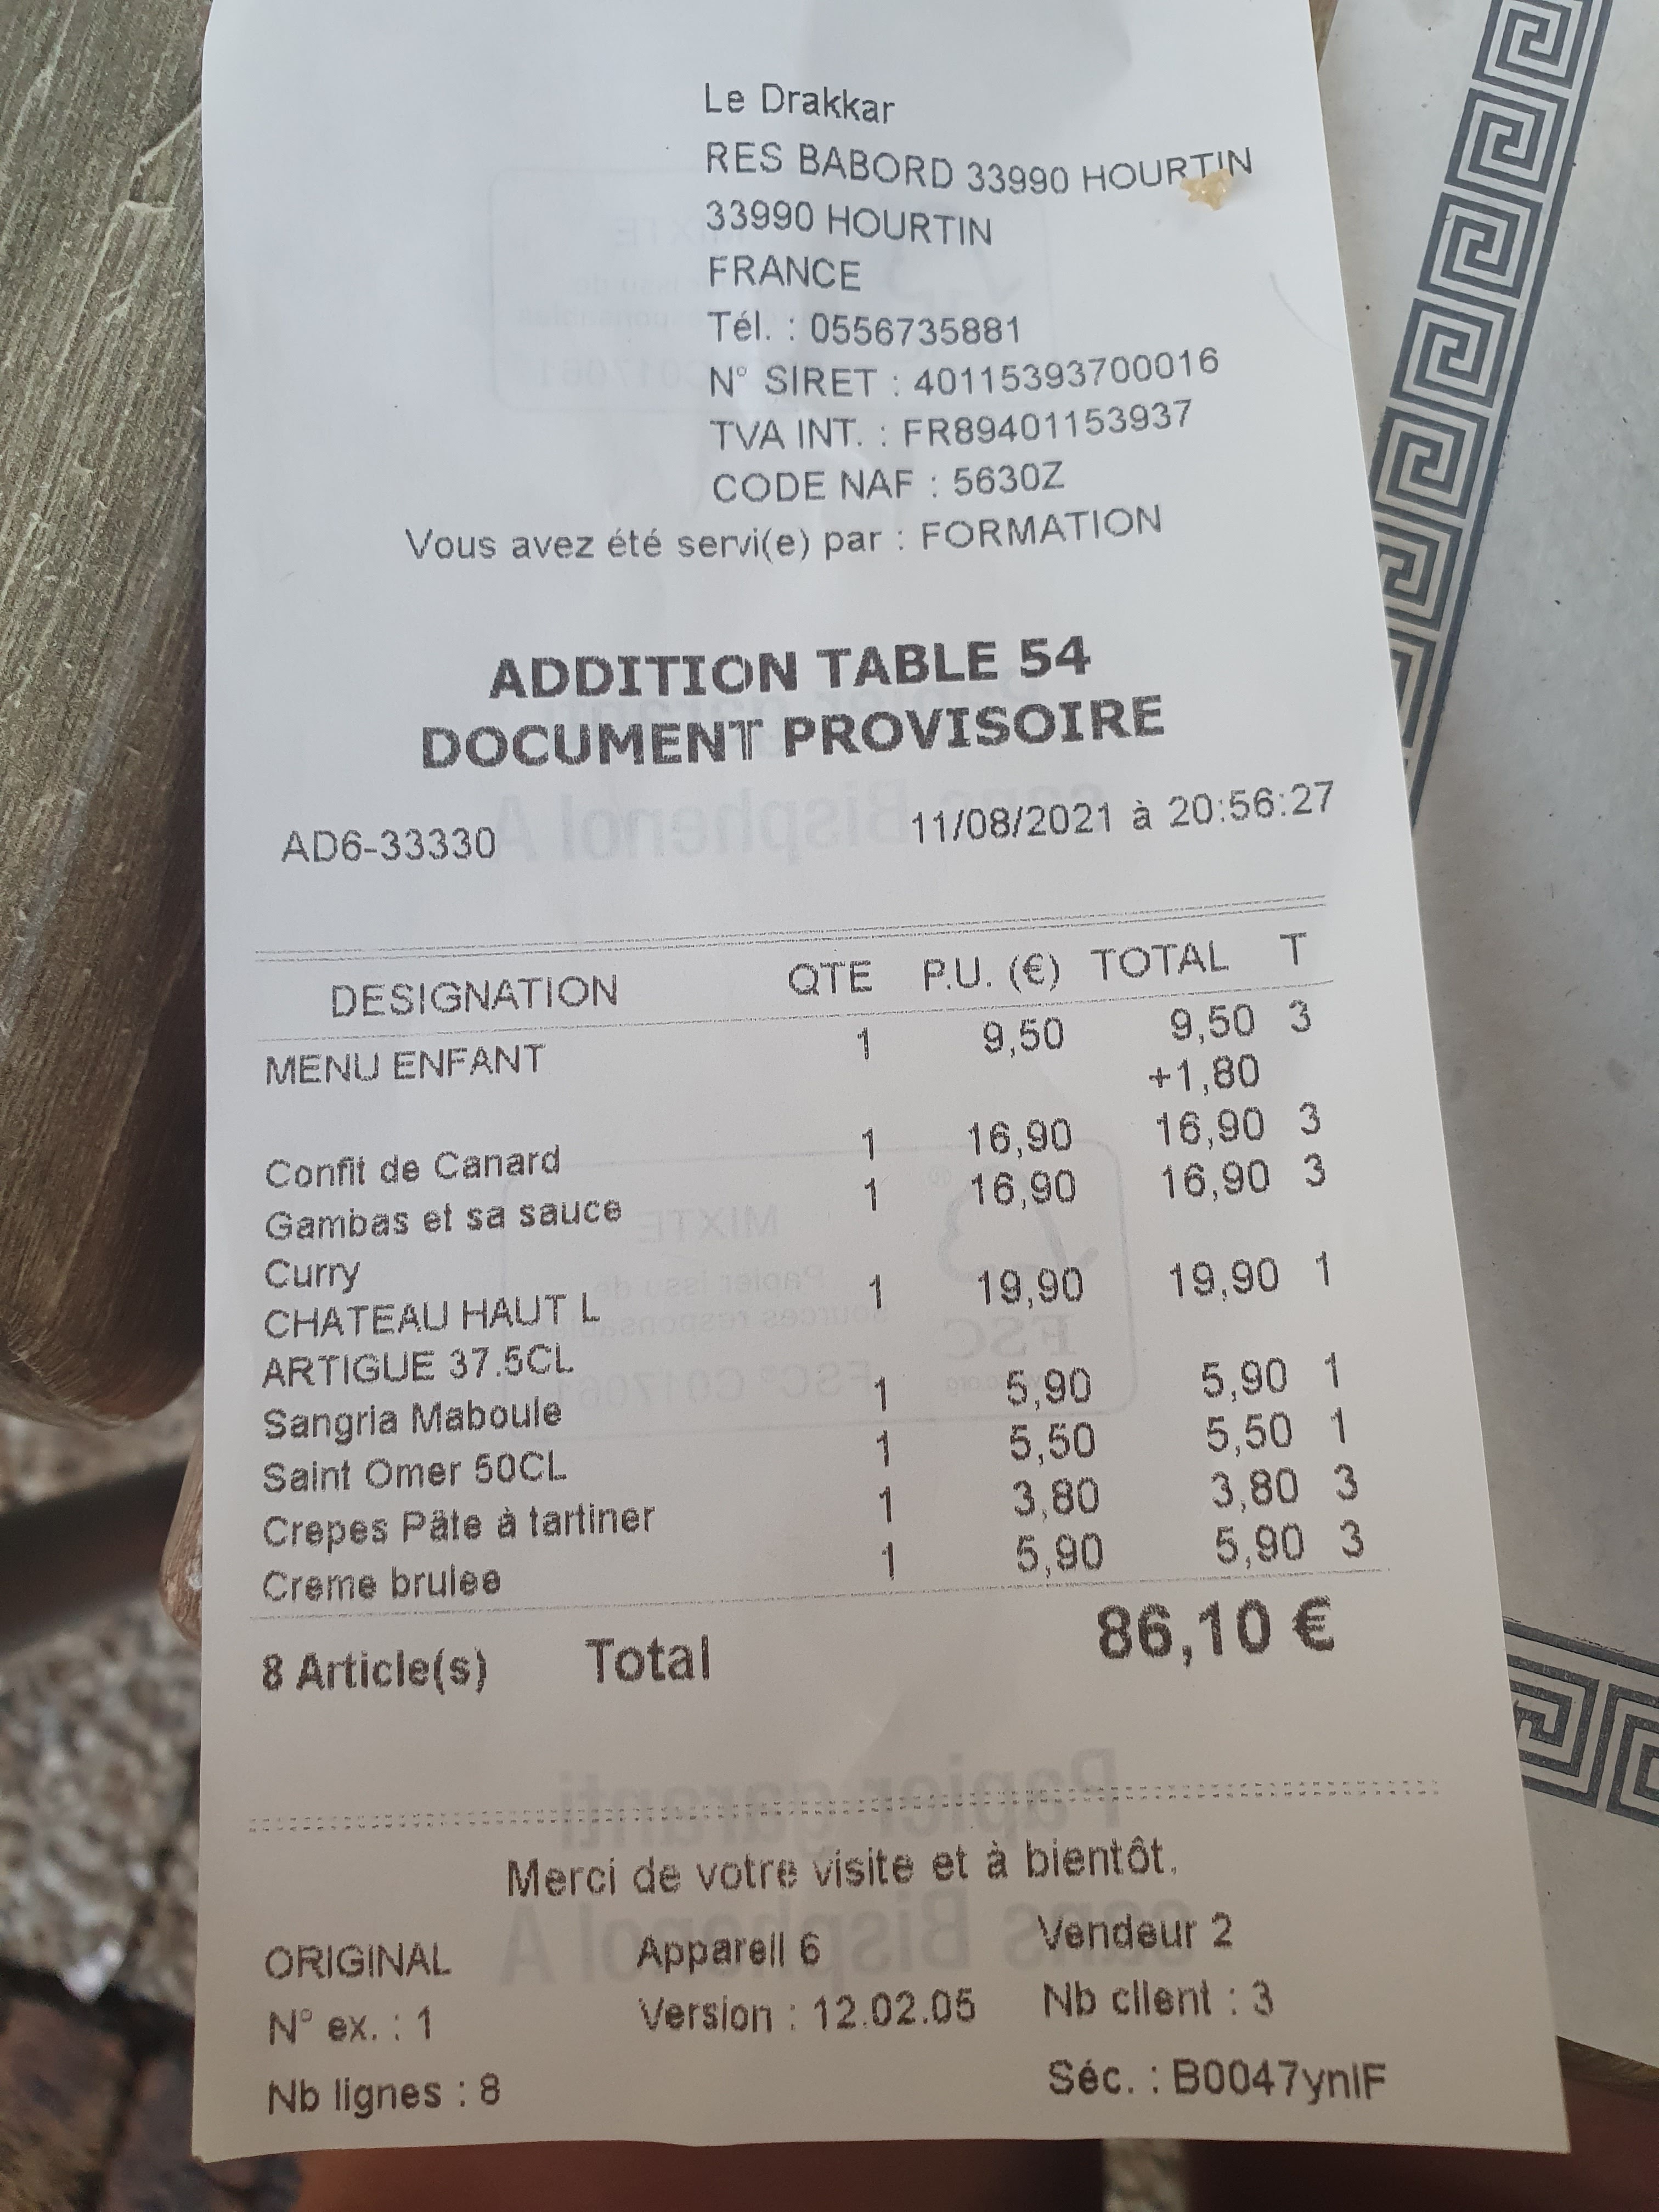 Le Drakkar
RES BABORD 33990 HOURTIN
33990 HOURTIN
FRANCE
Tél. : 0556735881
N° SIRET : 40115393700016
TVA INT. : FR89401153937
CODE NAF : 5630Z
Vous avez été servi(e) par : FORMATION
ADDITION TABLE 54
DOCUMENT PROVISOIRE
AD6-33330 11/08/2021 à 20:56:27
DESIGNATION QTE P.U. (€) TOTAL T
MENU ENFANT 1 9,50 9,50 3
+1,80
Confit de Canard 1 16,90 16,90 3
Gambas et sa sauce 1 16,90 16,90 3
Curry
CHATEAU HAUT L 1 19,90 19,90 1
ARTIGUE 37.5CL
Sangria Maboule 1 5,90 5,90 1
Saint Omer 50CL 1 5,50 5,50 1
Crepes Pâte à tartiner 1 3,80 3,80 3
Creme brulee 1 5,90 5,90 3
8 Article(s) Total 86,10 €
Merci de votre visite et à bientôt.
ORIGINAL Appareil 6 Vendeur 2
N° ex. : 1 Version : 12.02.05 Nb client : 3
Nb lignes : 8 Séc. : B0047ynIF